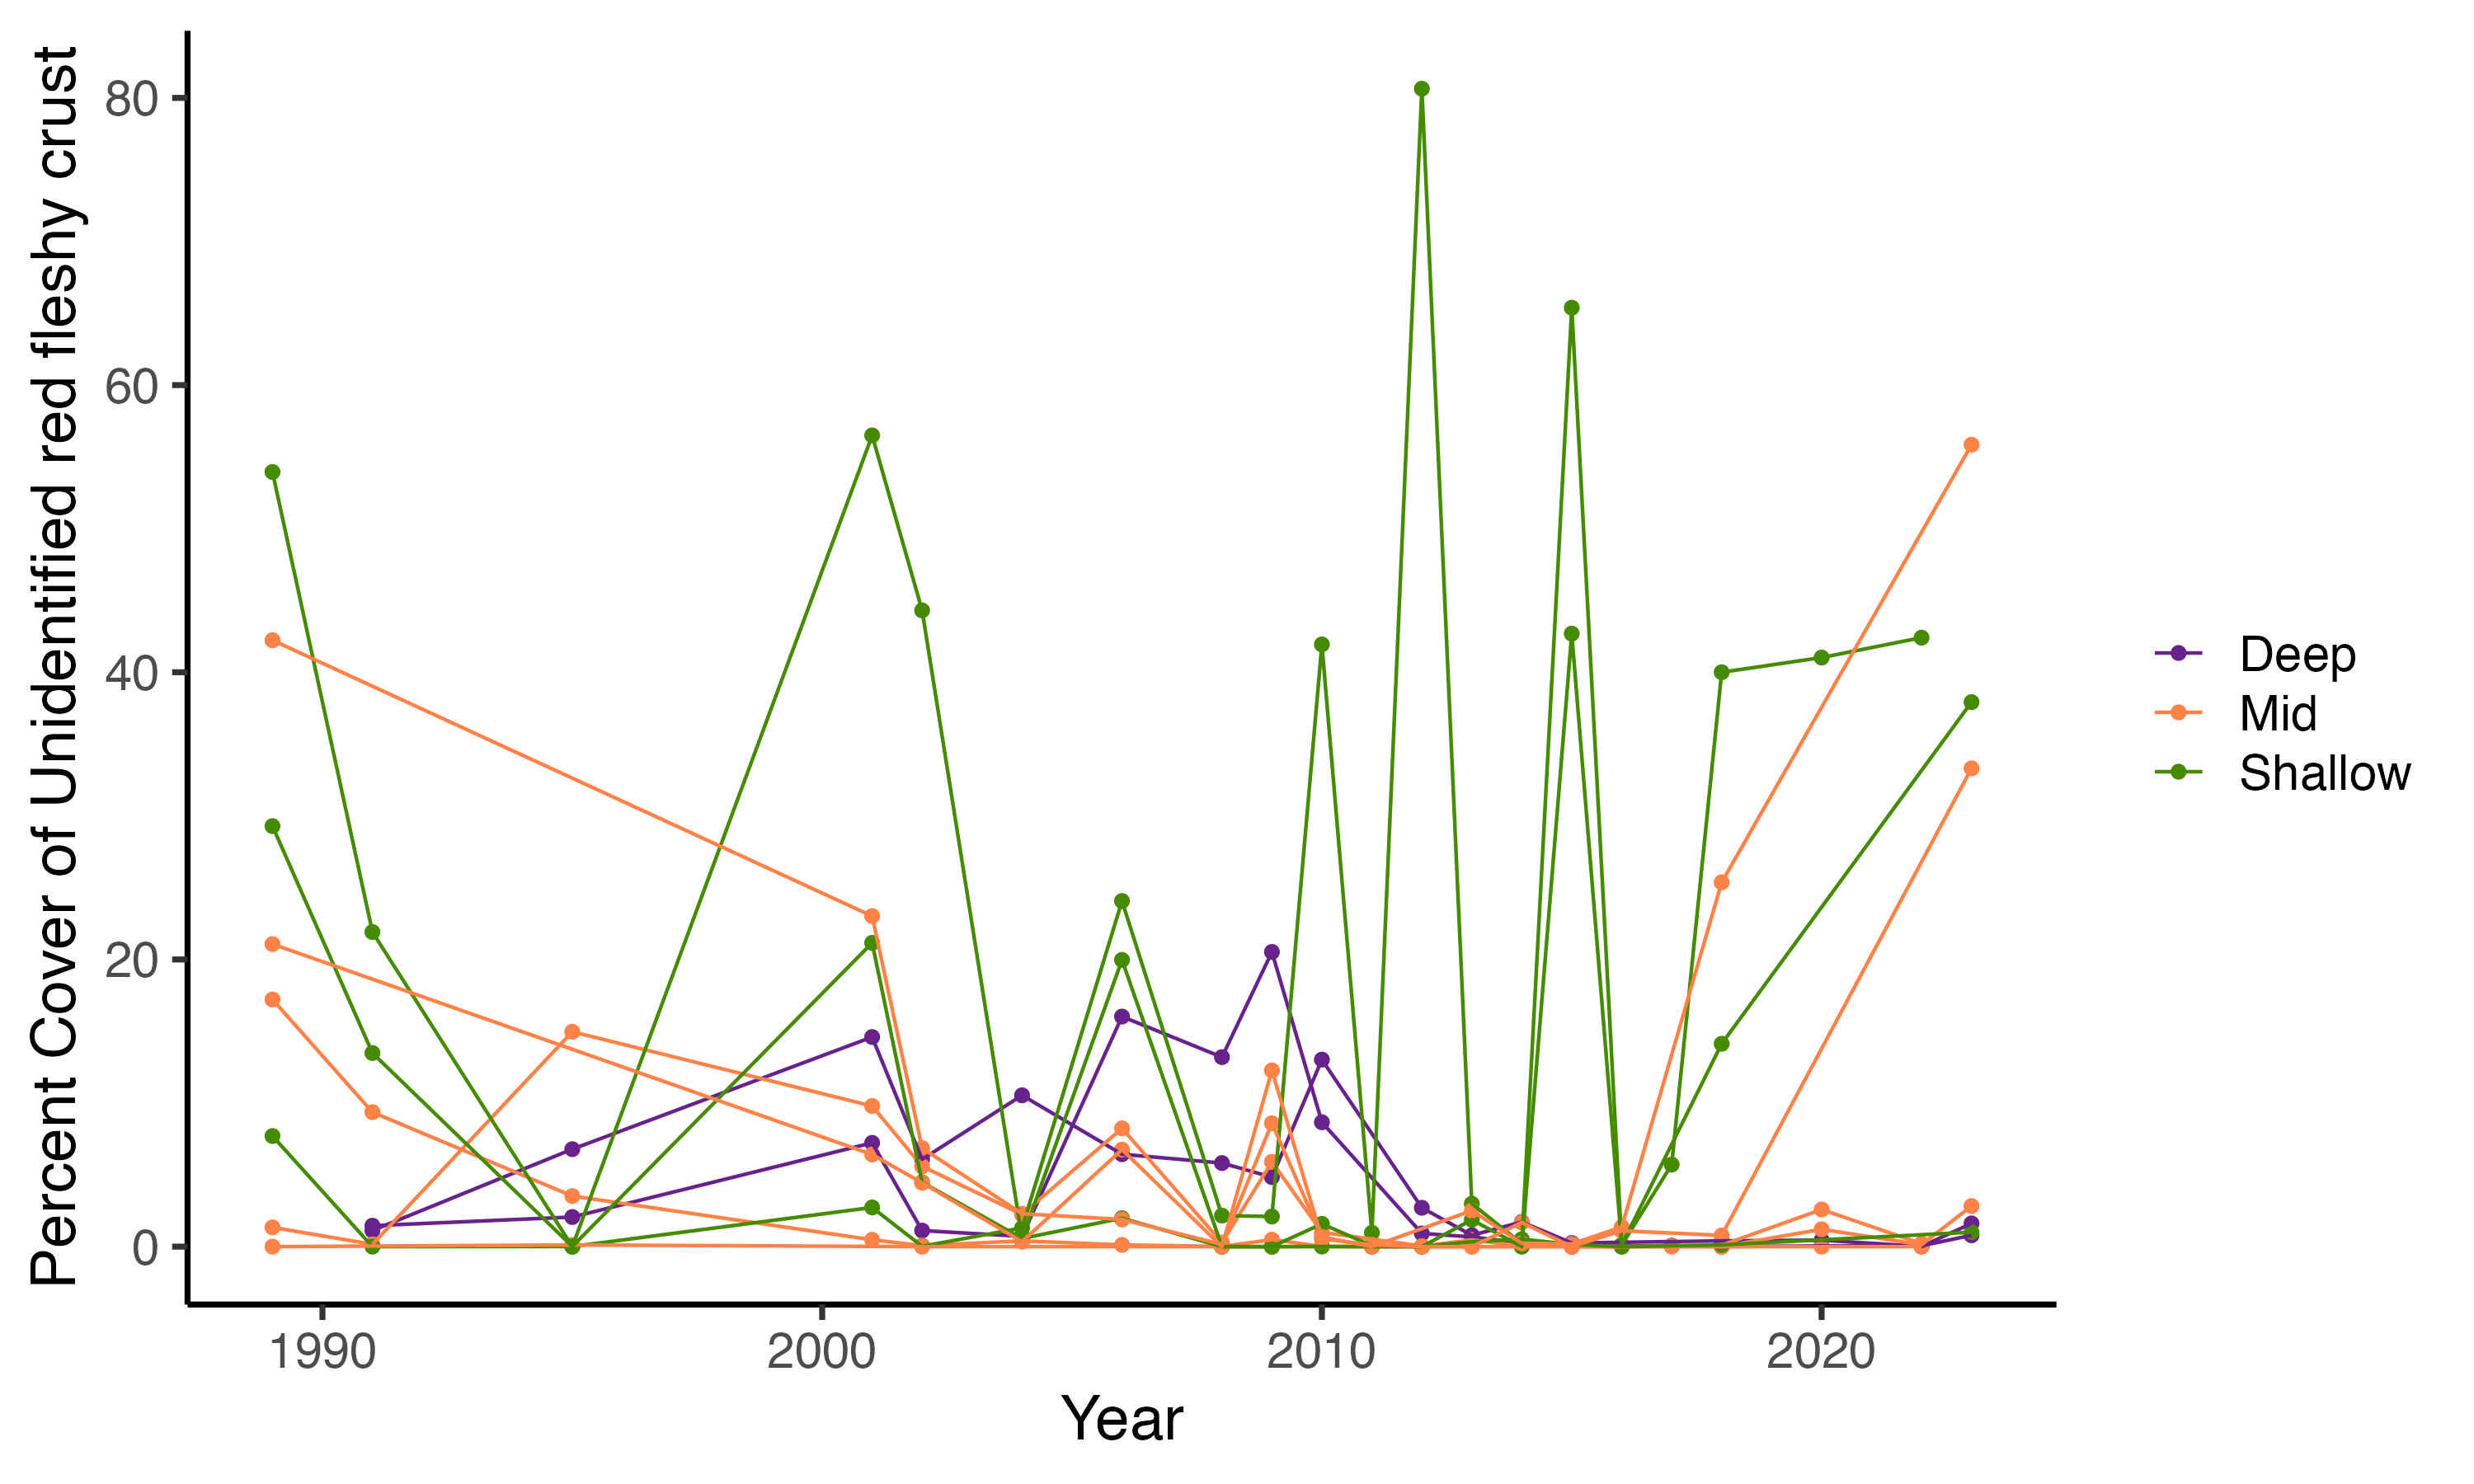 Percent Cover of Unidentified red fleshy crust
80
60
40
20
0
1990
2000
2010
2020
Year
Deep
Mid
Shallow